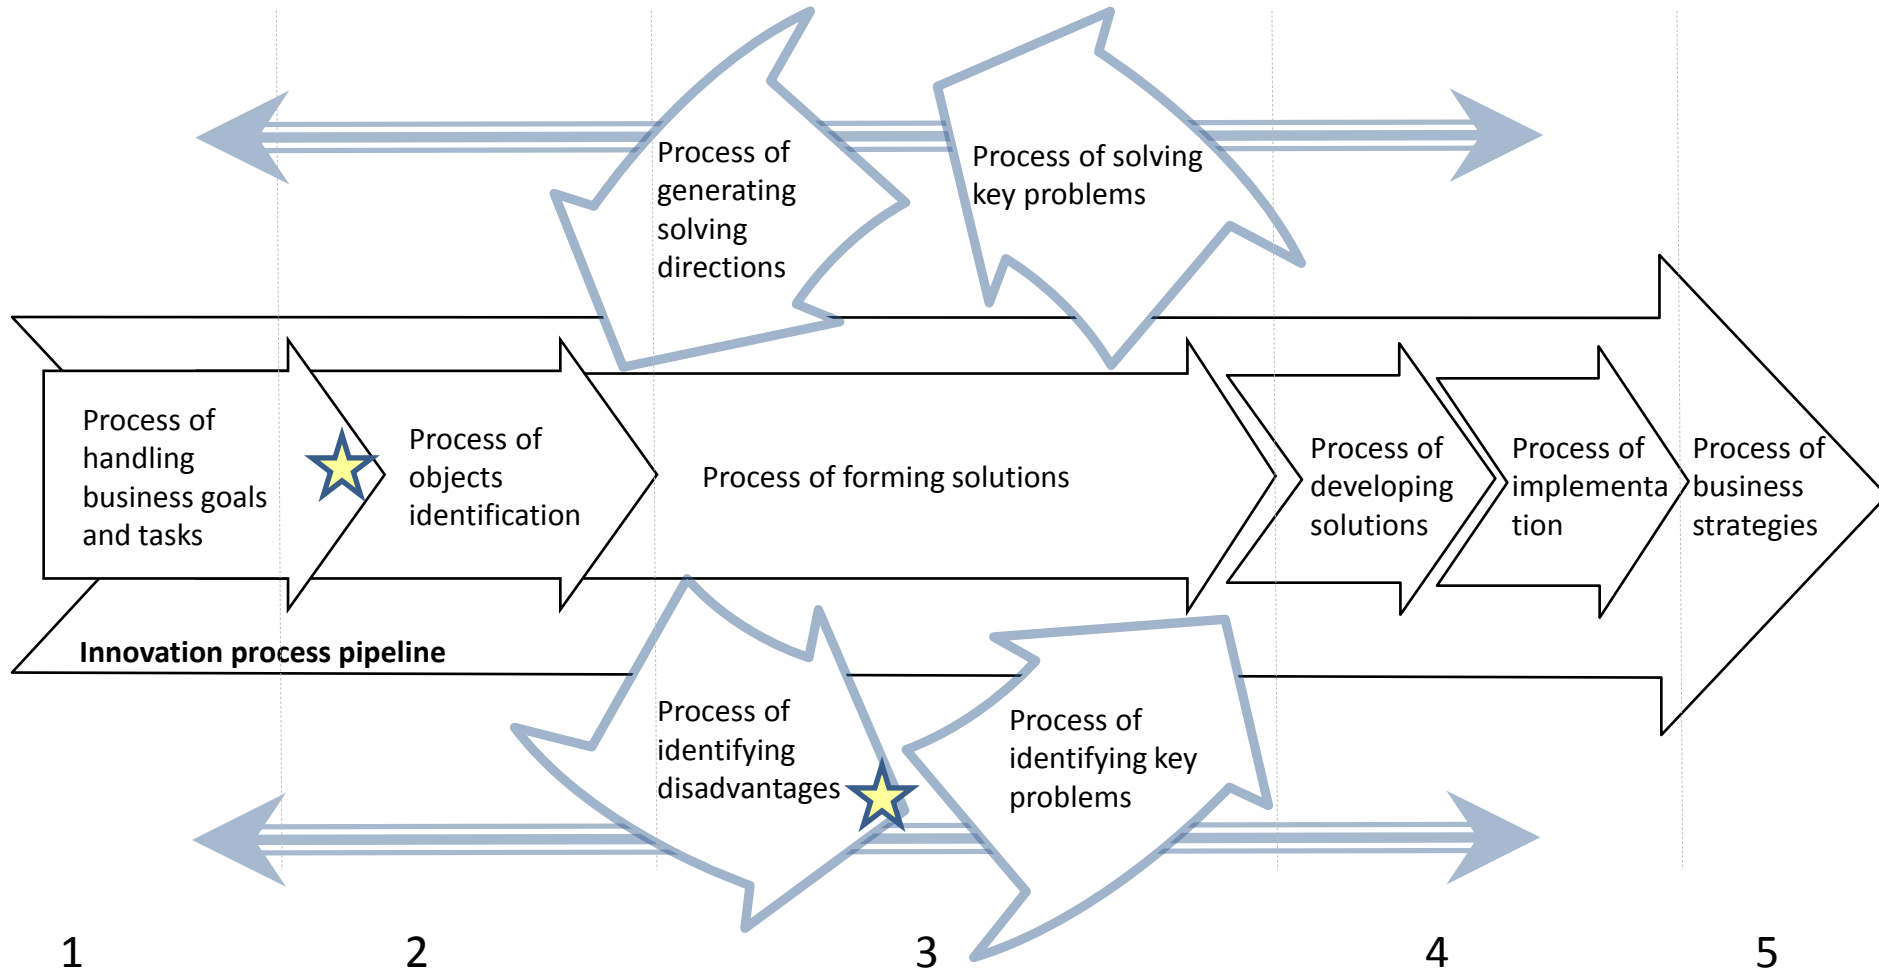 Process of
generating
solving
directions
Process of solving
key problems
Process of
handling
business goals
and tasks
Process of
objects
identification
Process of forming solutions
Process of
developing
solutions
Process of
implementa
tion
Process of
business
strategies
Innovation process pipeline
Process of
identifying
disadvantages
Process of
identifying key
problems
1
2
3
4
5